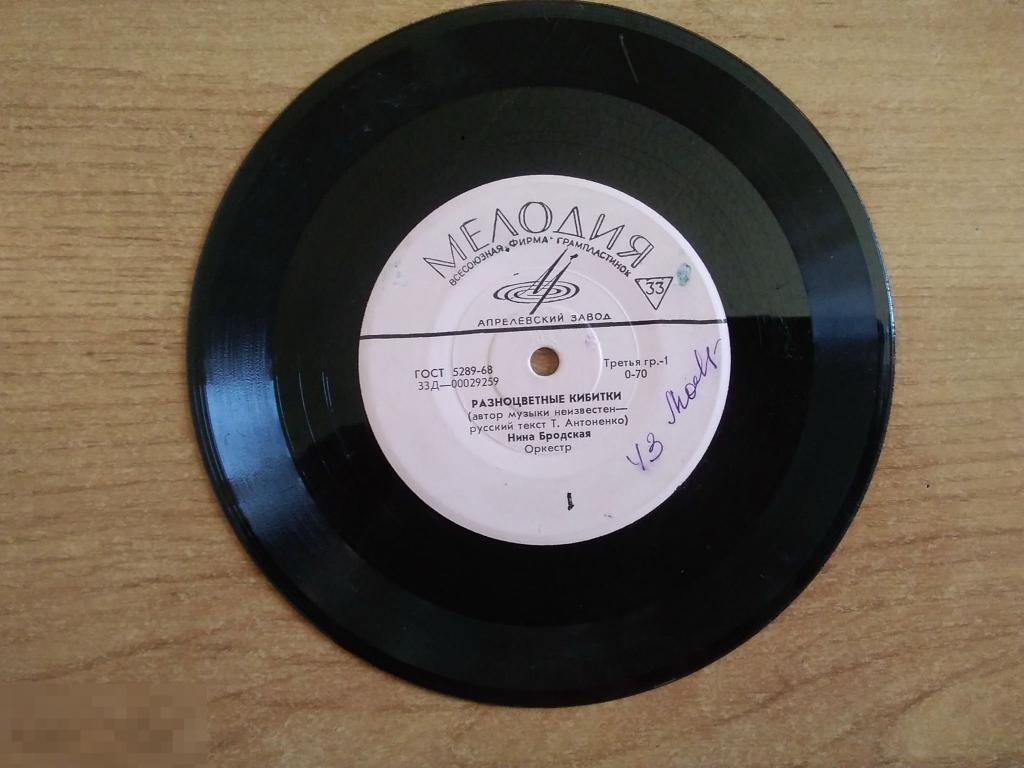 МЕЛОДИЯ
ВСЕСОЮЗНАЯ „ФИРМА“ ГРАМПЛАСТИНОК
33
АПРЕЛЕВСКИЙ ЗАВОД
ГОСТ 5289-68
33Д—00029259
Третья гр.-1
0-70
РАЗНОЦВЕТНЫЕ КИБИТКИ
(автор музыки неизвестен—
русский текст Т. Антоненко)
Нина Бродская
Оркестр
43
1